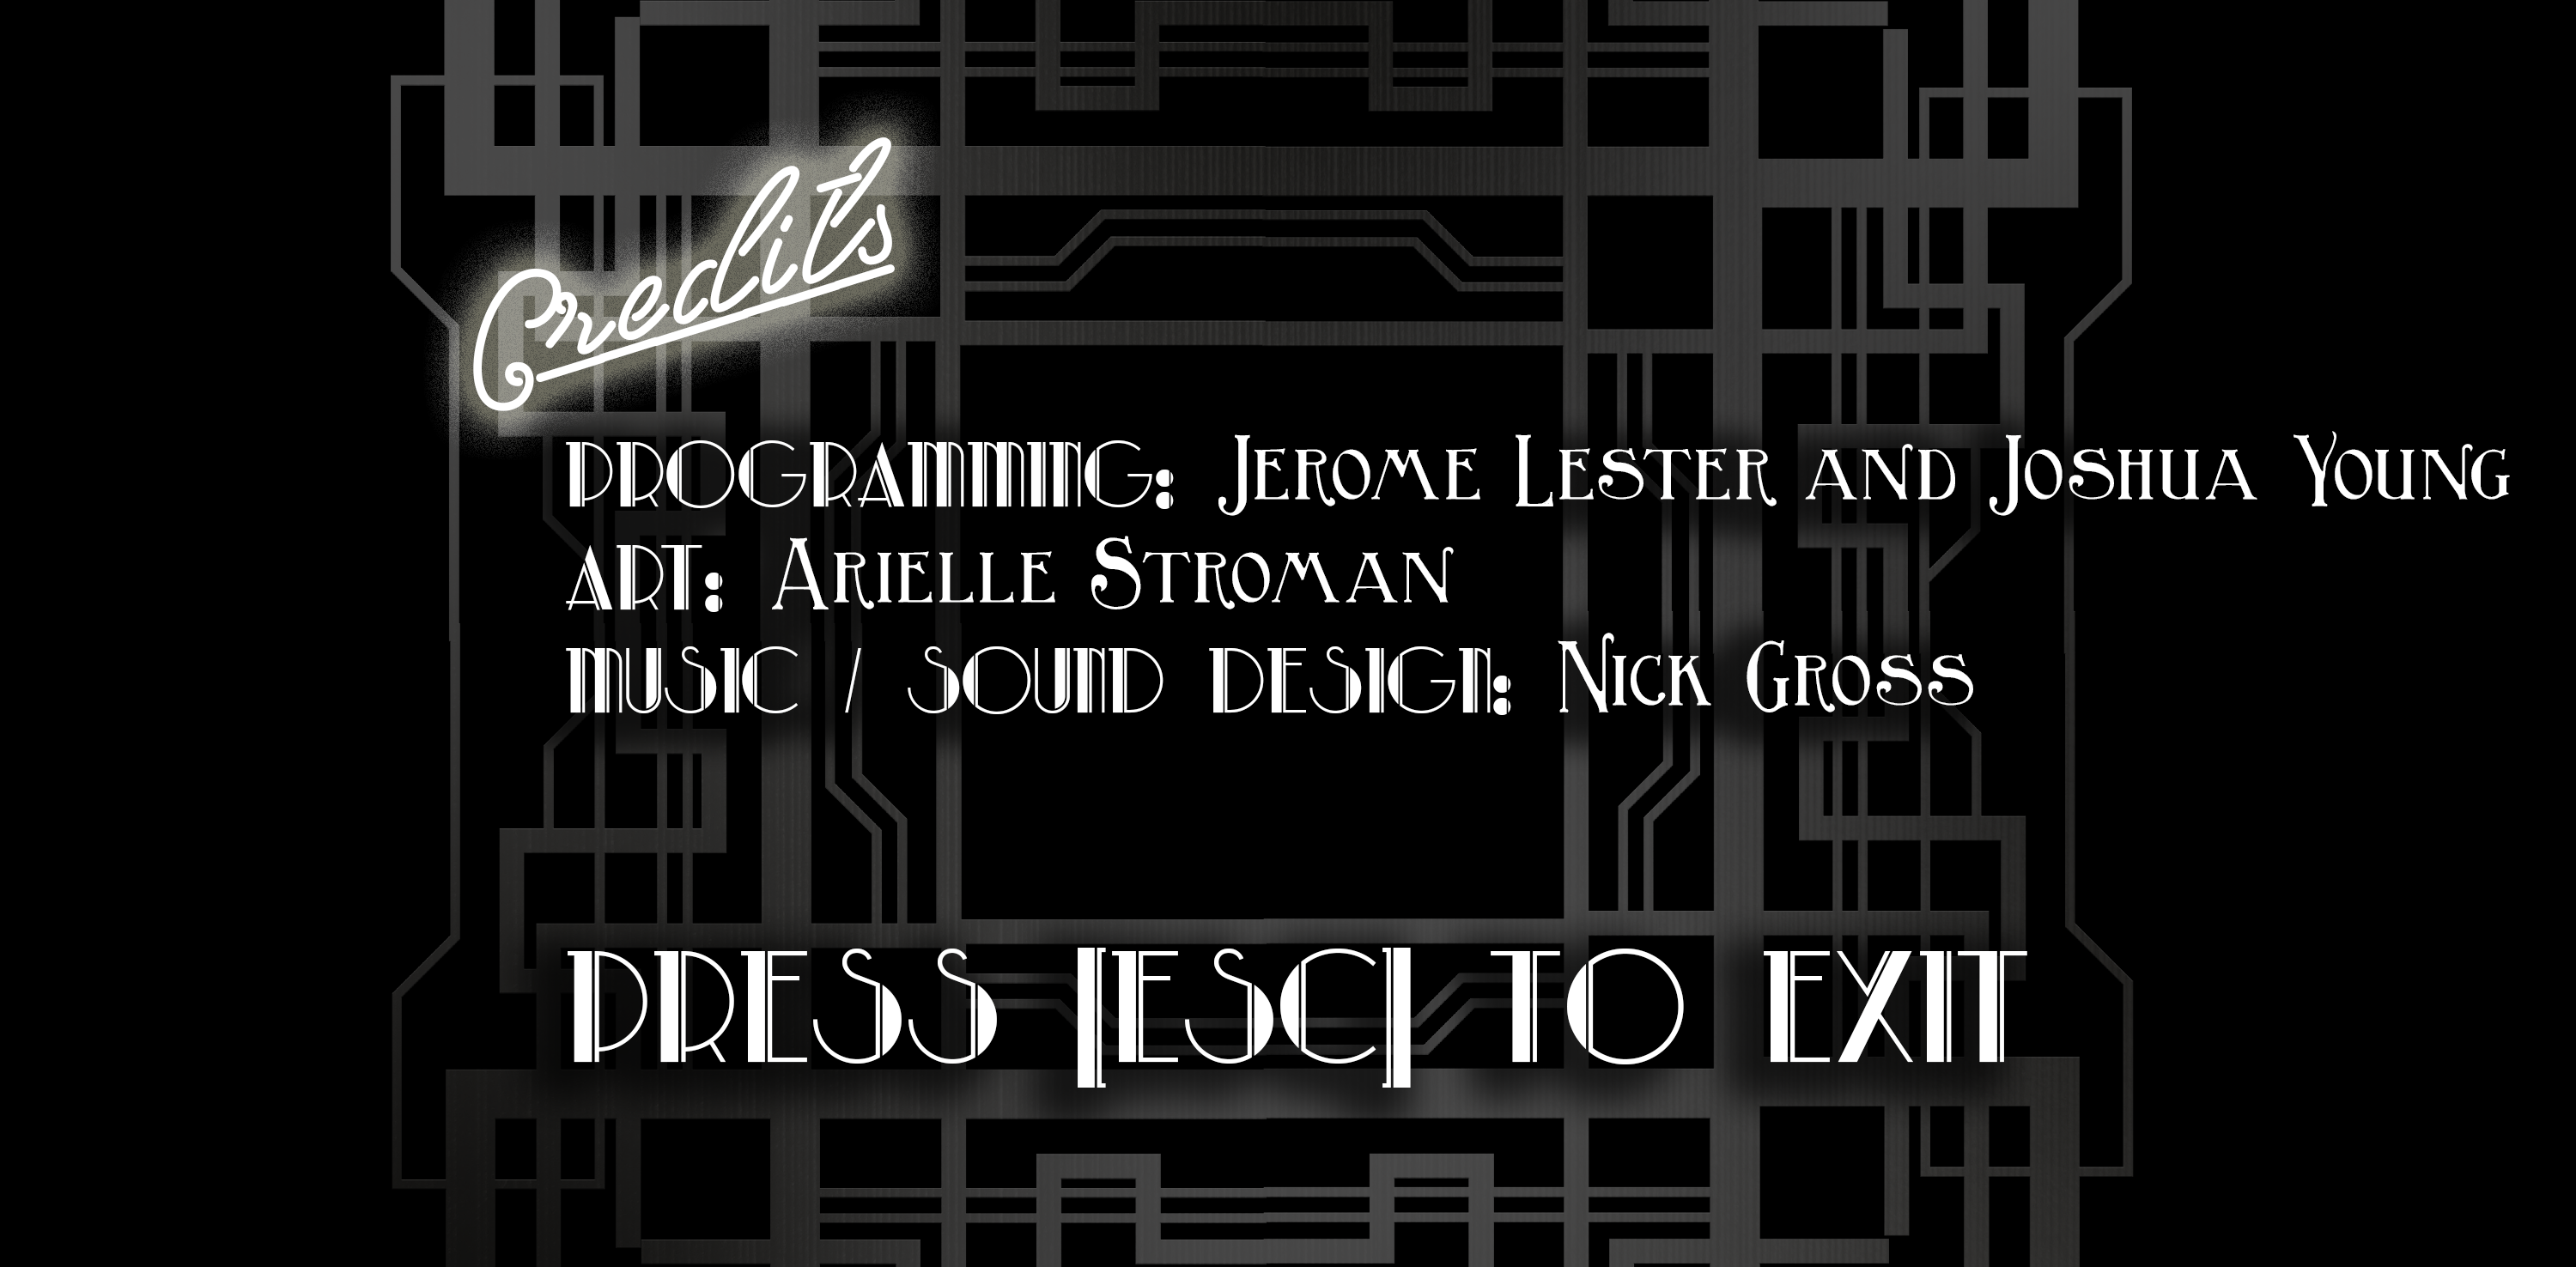 Credits
PROGRAMMING: Jerome Lester and Joshua Young
ART: Arielle Stroman
MUSIC / SOUND DESIGN: Nick Gross
PRESS [ESC] TO EXIT